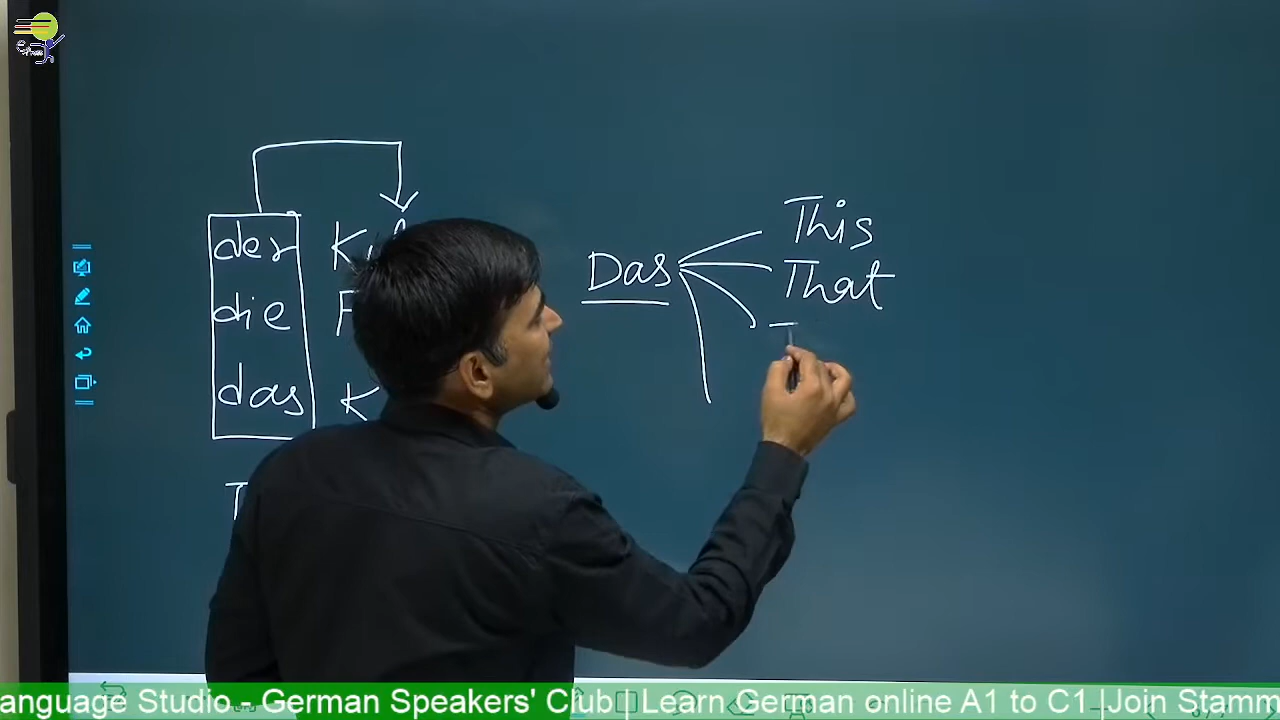 der
die
das
Das
This
That
anguage Studio - German Speakers' Club | Learn German online A1 to C1 | Join Stamm